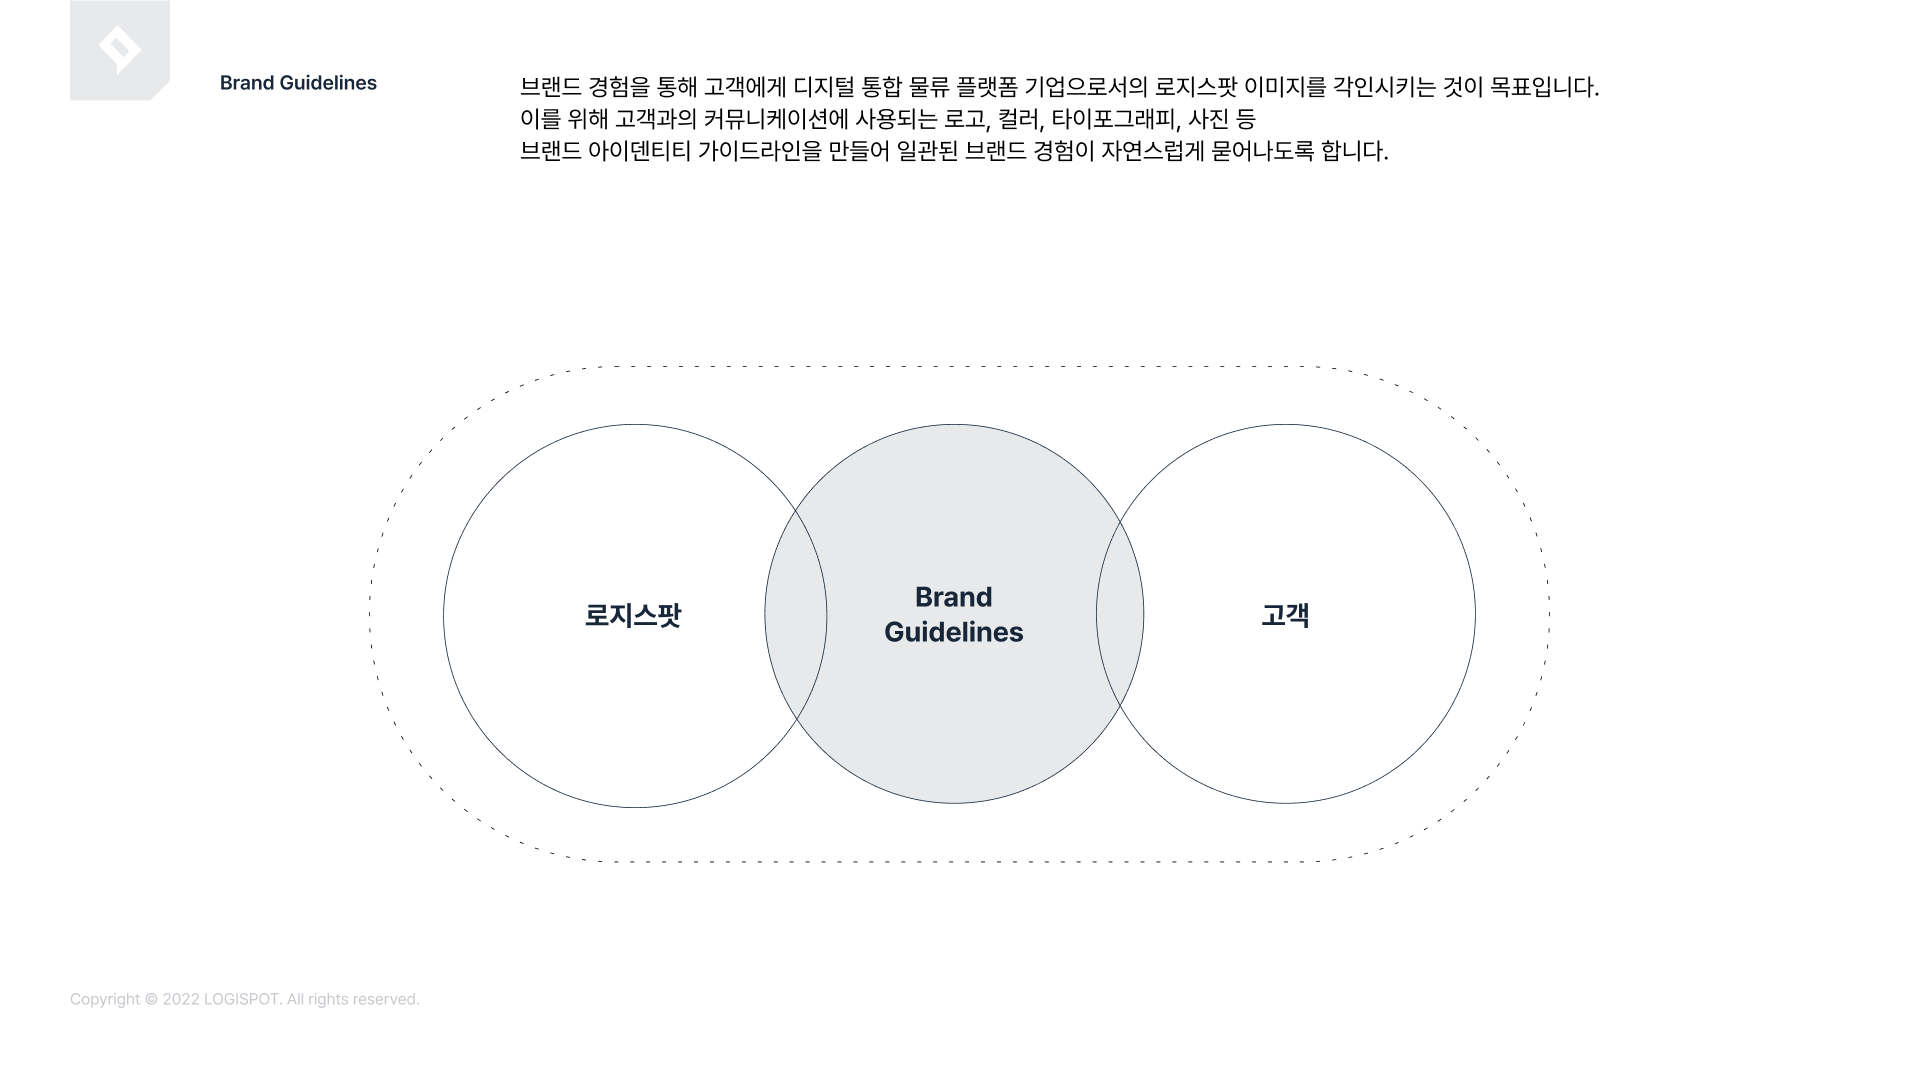 Brand Guidelines
브랜드 경험을 통해 고객에게 디지털 통합 물류 플랫폼 기업으로서의 로지스팟 이미지를 각인시키는 것이 목표입니다.
이를 위해 고객과의 커뮤니케이션에 사용되는 로고, 컬러, 타이포그래피, 사진 등
브랜드 아이덴티티 가이드라인을 만들어 일관된 브랜드 경험이 자연스럽게 묻어나도록 합니다.
로지스팟
Brand
Guidelines
고객
Copyright © 2022 LOGISPOT. All rights reserved.